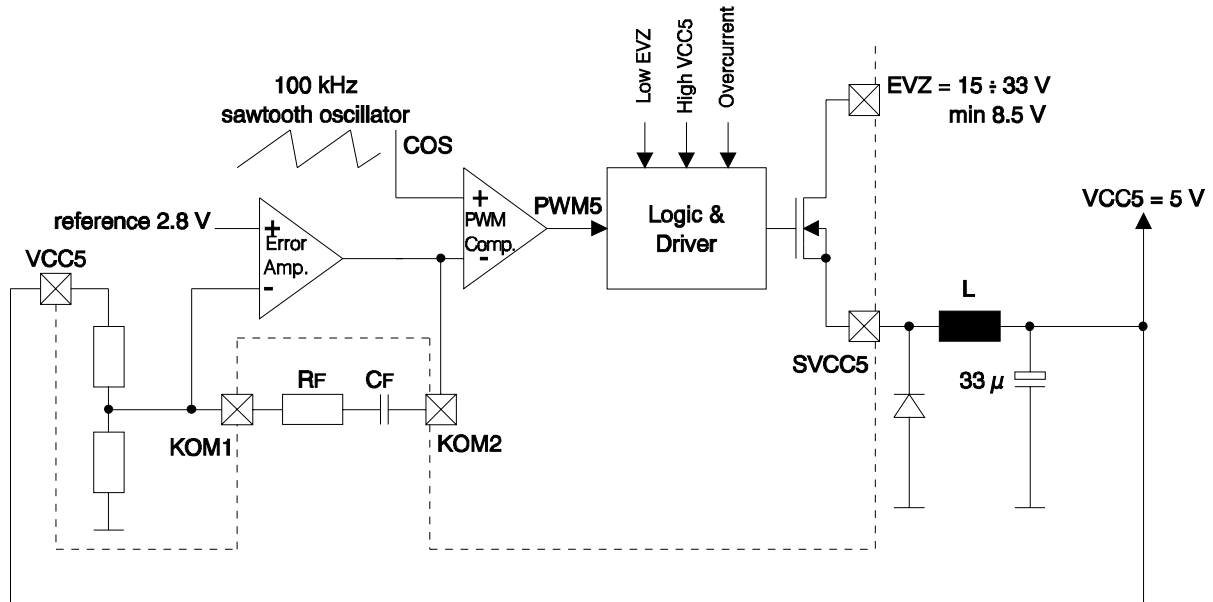 Low EVZ
High VCC5
Overcurrent
100 kHz
sawtooth oscillator
COS
EVZ = 15 ÷ 33 V
min 8.5 V
reference 2.8 V
+
Error
Amp.
-
+
PWM
Comp.
-
PWM5
Logic &
Driver
VCC5 = 5 V
VCC5
L
SVCC5
33 µ
RF
CF
KOM1
KOM2